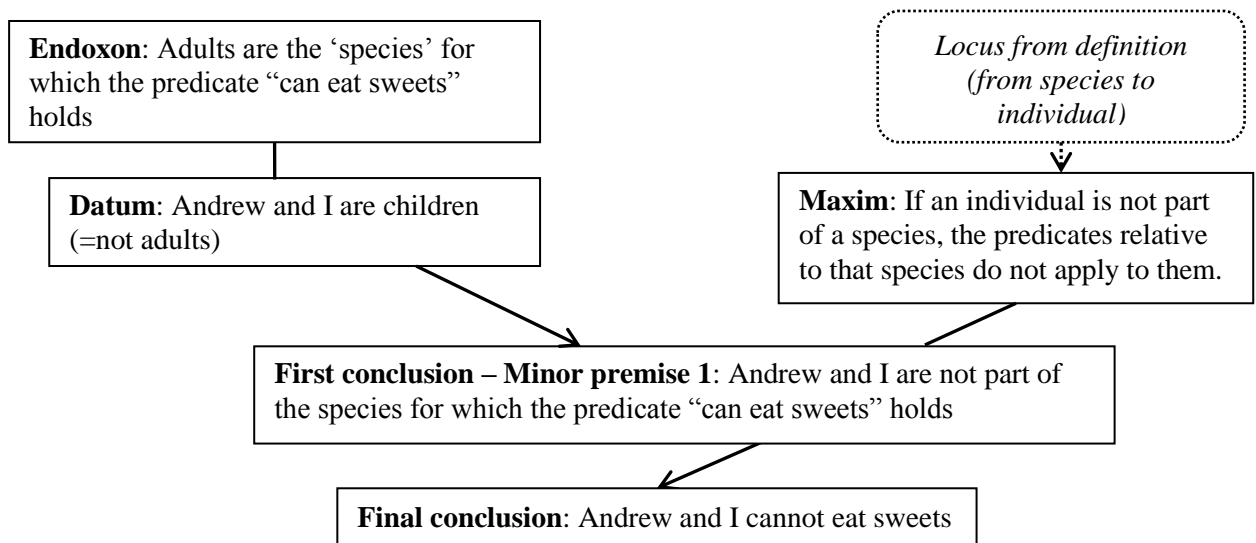 Endoxon: Adults are the ‘species’ for
which the predicate “can eat sweets”
holds
Locus from definition
(from species to
individual)
Datum: Andrew and I are children
(=not adults)
Maxim: If an individual is not part
of a species, the predicates relative
to that species do not apply to them.
First conclusion – Minor premise 1: Andrew and I are not part of
the species for which the predicate “can eat sweets” holds
Final conclusion: Andrew and I cannot eat sweets